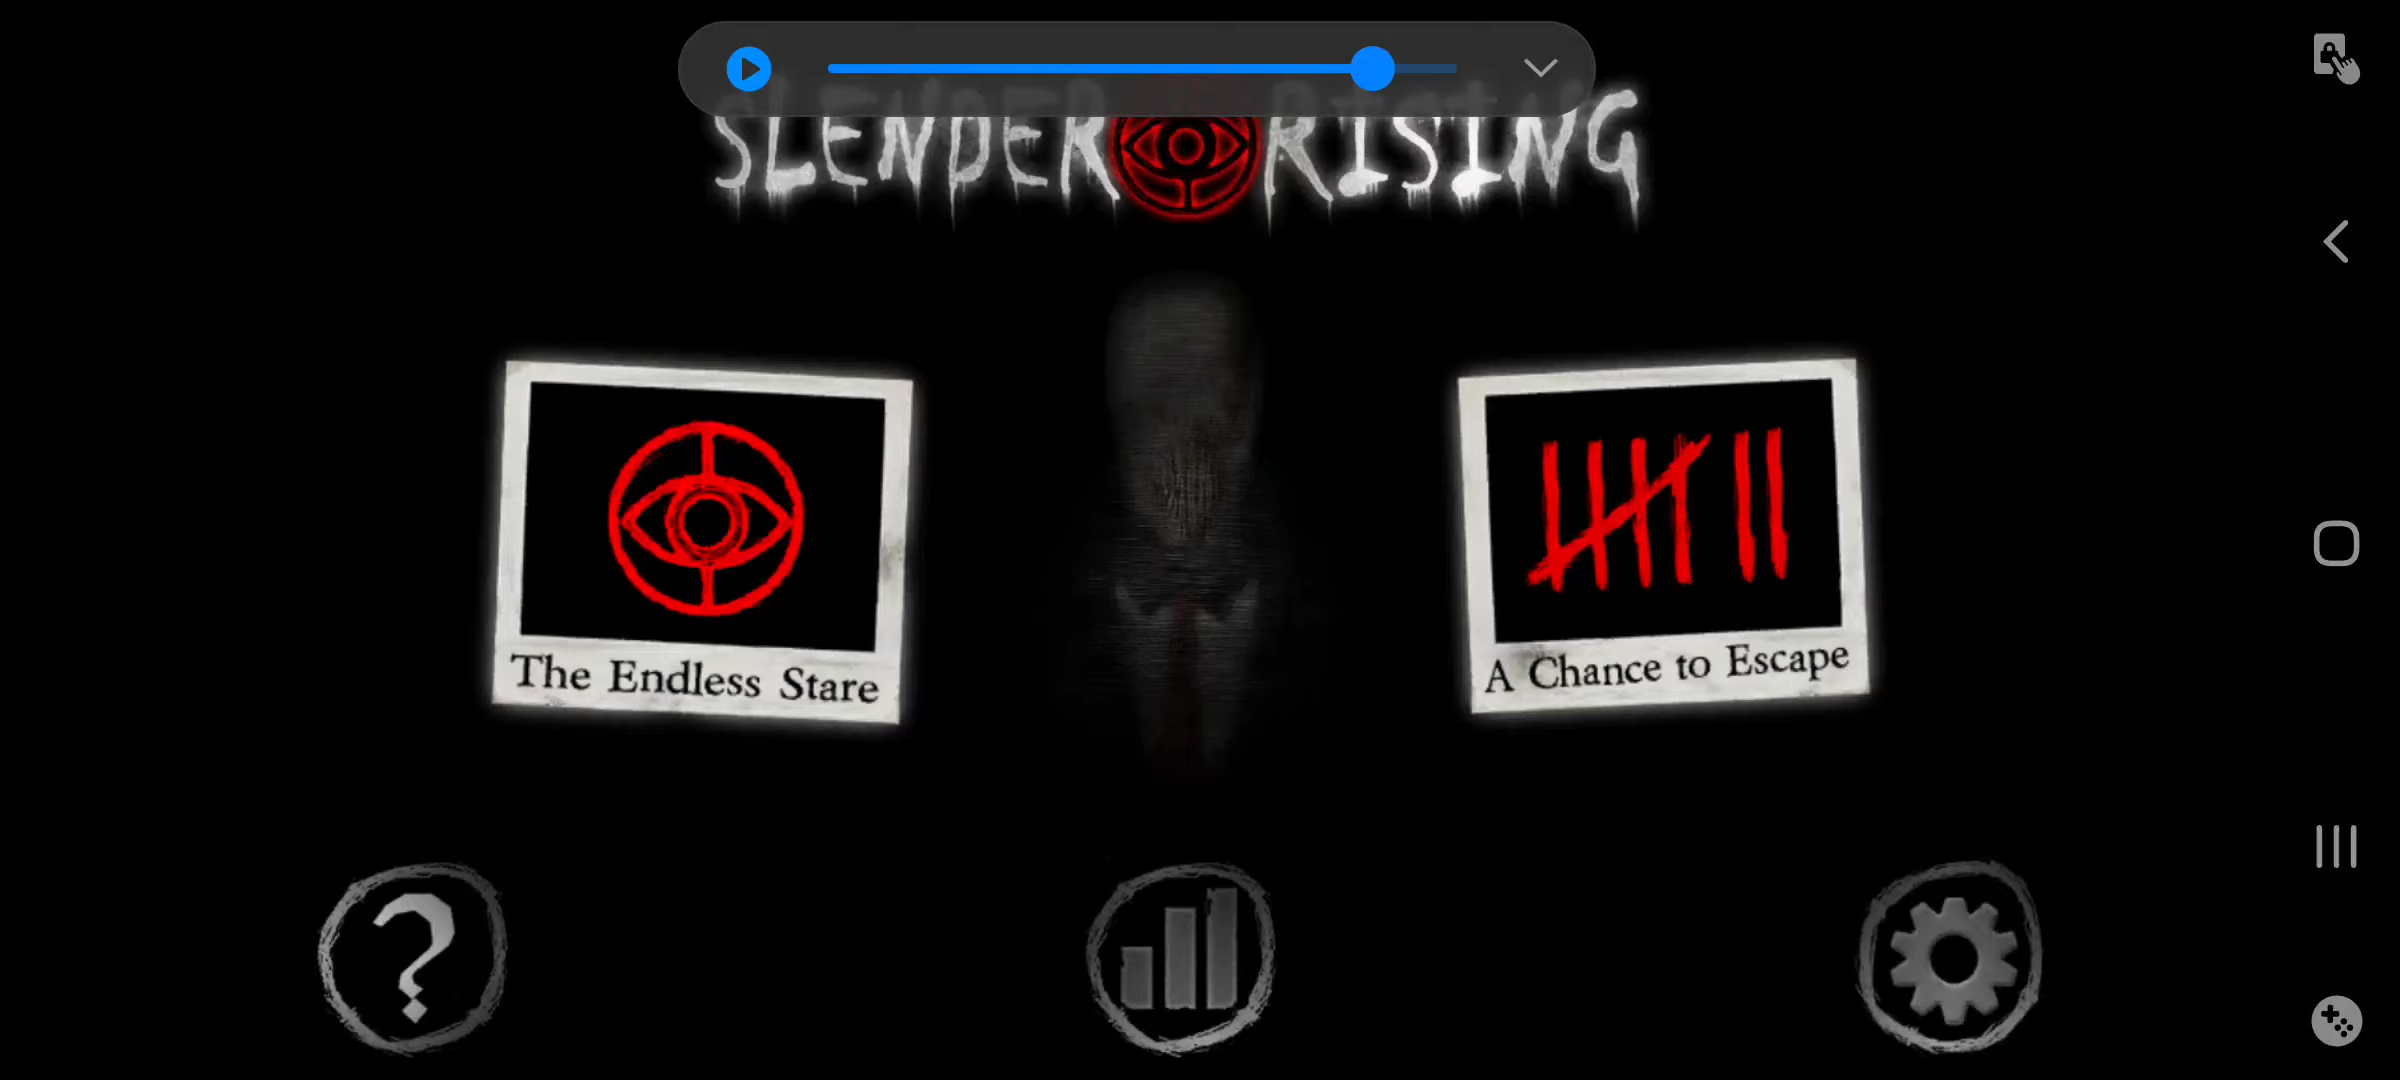 SLENDER RISING
The Endless Stare
A Chance to Escape
?